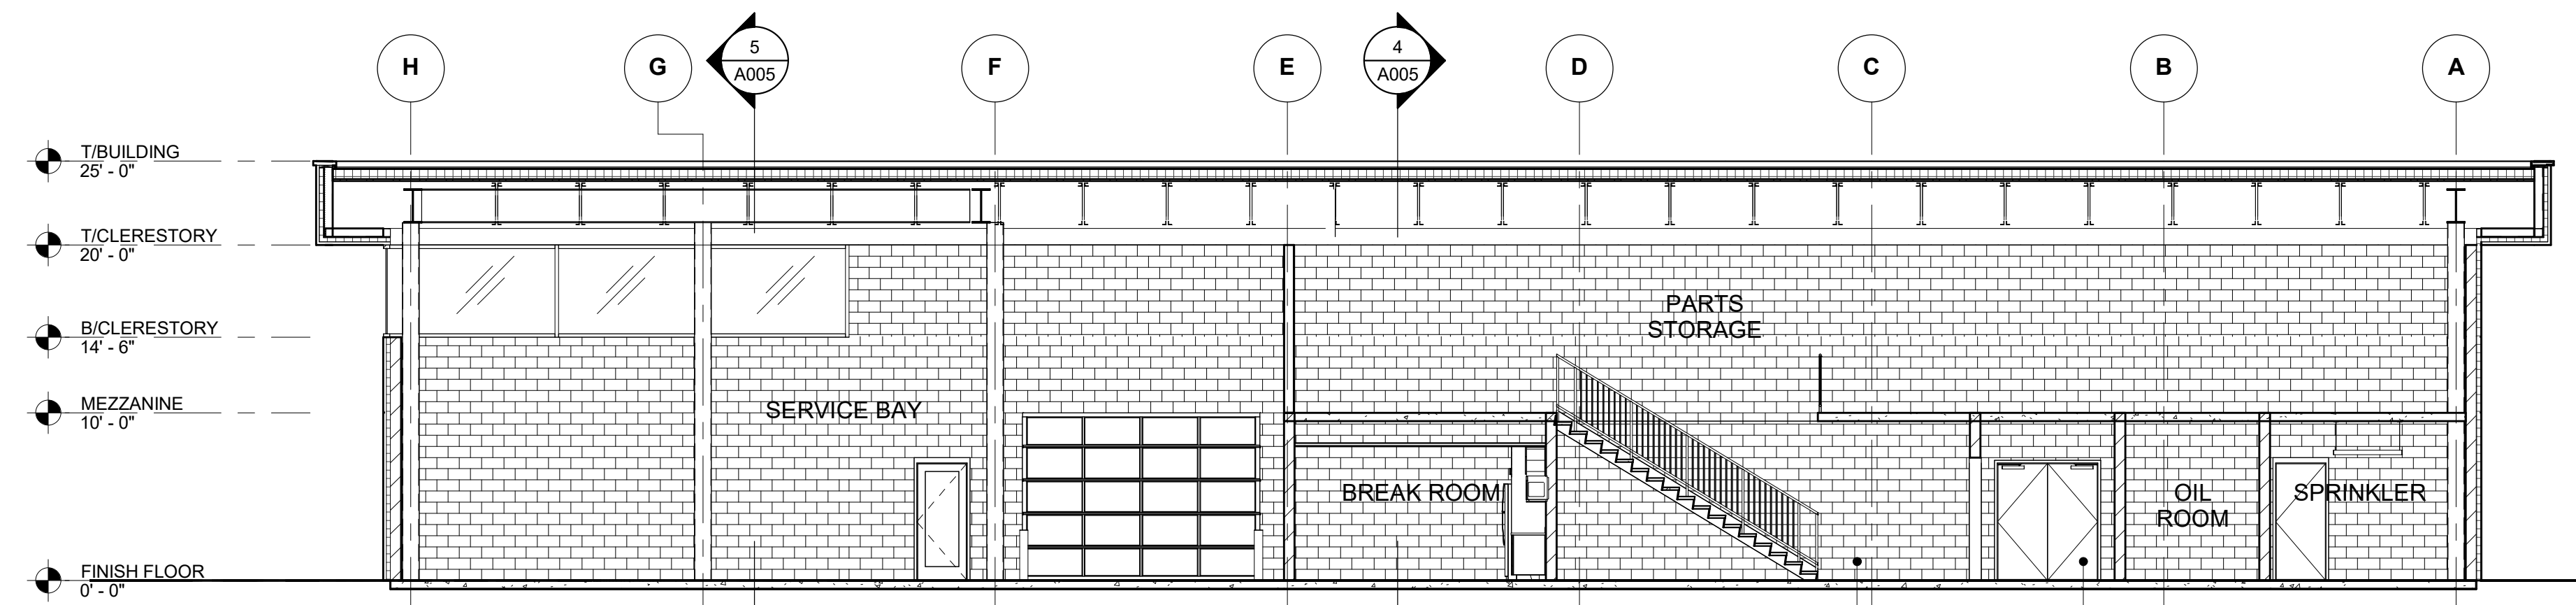 H
G
5
A005
F
E
4
A005
D
C
B
A
T/BUILDING
25' - 0"
T/CLERESTORY
20' - 0"
B/CLERESTORY
14' - 6"
MEZZANINE
10' - 0"
FINISH FLOOR
0' - 0"
PARTS
STORAGE
SERVICE BAY
BREAK ROOM
OIL
ROOM
SPRINKLER